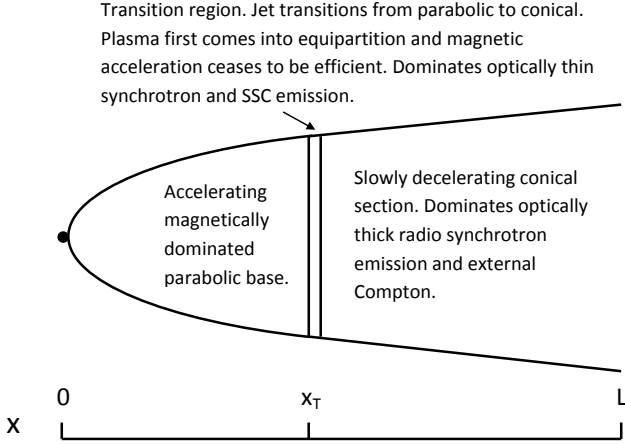 Transition region. Jet transitions from parabolic to conical.
Plasma first comes into equipartition and magnetic
acceleration ceases to be efficient. Dominates optically thin
synchrotron and SSC emission.
Accelerating
magnetically
dominated
parabolic base.
Slowly decelerating conical
section. Dominates optically
thick radio synchrotron
emission and external
Compton.
0 x_T L
x